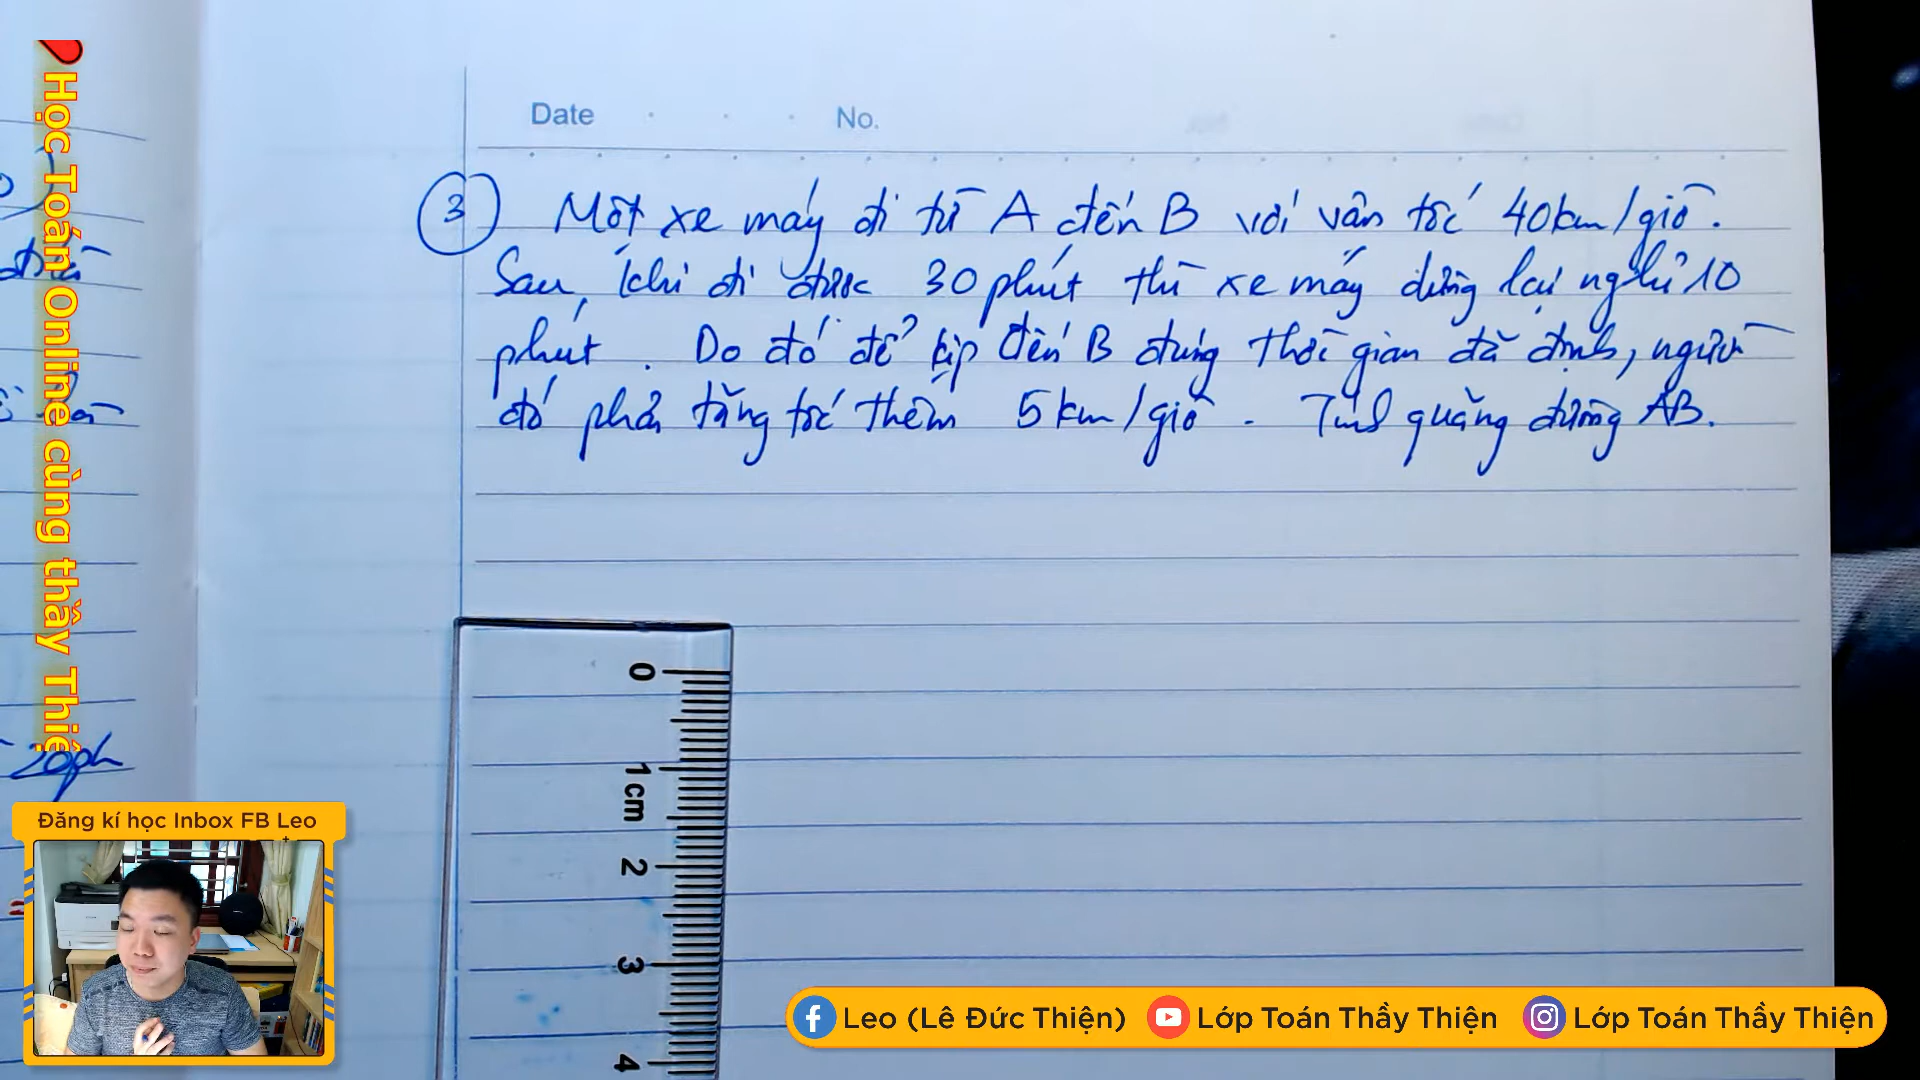 Học Toán Online cùng thầy Thiện
Date No.
3 Một xe máy đi từ A đến B với vân tốc 40km/giờ.
Sau khi đi được 30 phút thì xe máy dừng lại nghỉ 10
phút. Do đó để kịp đến B đúng thời gian đã định, người
đó phải tăng tốc thêm 5km/giờ. Tính quãng đường AB.
20ph
0
1cm
2
3
4
Đăng kí học Inbox FB Leo
Leo (Lê Đức Thiện) Lớp Toán Thầy Thiện Lớp Toán Thầy Thiện